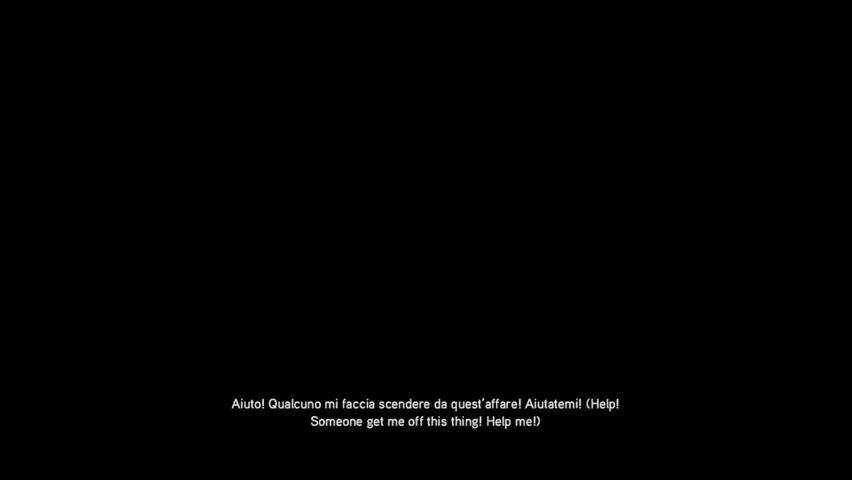 Aiuto! Qualcuno mi faccia scendere da quest'affare! Aiutatemi! (Help!
Someone get me off this thing! Help me!)